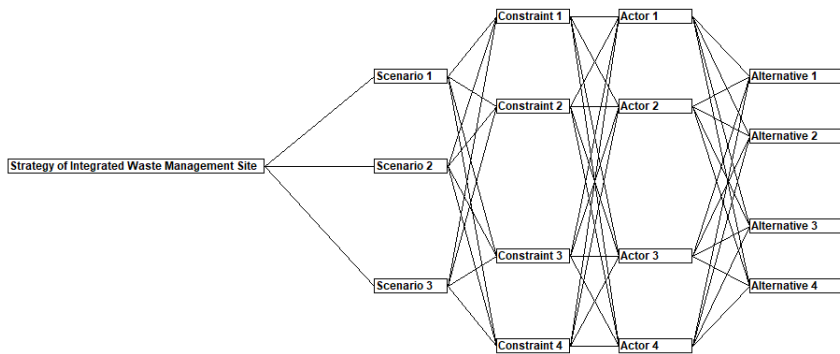 Strategy of Integrated Waste Management Site
Scenario 1
Scenario 2
Scenario 3
Constraint 1
Constraint 2
Constraint 3
Constraint 4
Actor 1
Actor 2
Actor 3
Actor 4
Alternative 1
Alternative 2
Alternative 3
Alternative 4